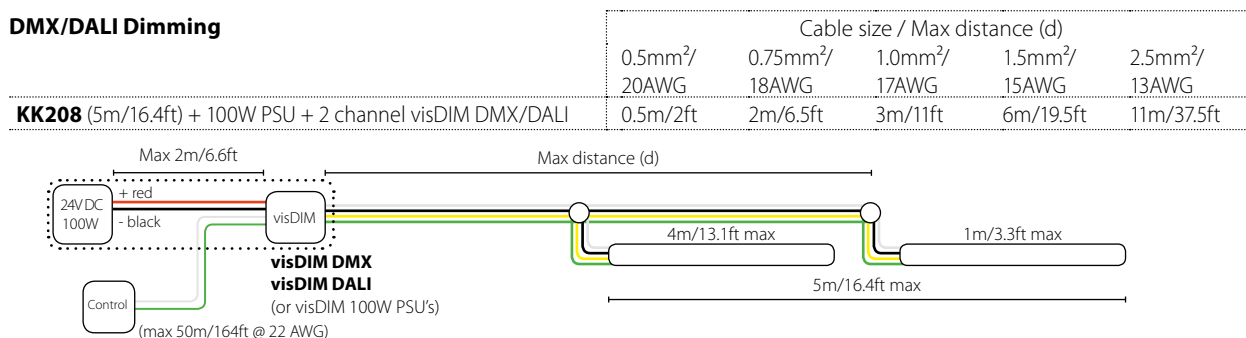 DMX/DALI Dimming
Cable size / Max distance (d)
0.5mm²/ 0.75mm²/ 1.0mm²/ 1.5mm²/ 2.5mm²/
20AWG 18AWG 17AWG 15AWG 13AWG
KK208 (5m/16.4ft) + 100W PSU + 2 channel visDIM DMX/DALI 0.5m/2ft 2m/6.5ft 3m/11ft 6m/19.5ft 11m/37.5ft
Max 2m/6.6ft Max distance (d)
+ red
24V DC
100W
- black
visDIM
4m/13.1ft max 1m/3.3ft max
visDIM DMX
visDIM DALI
(or visDIM 100W PSU's)
5m/16.4ft max
Control
(max 50m/164ft @ 22 AWG)